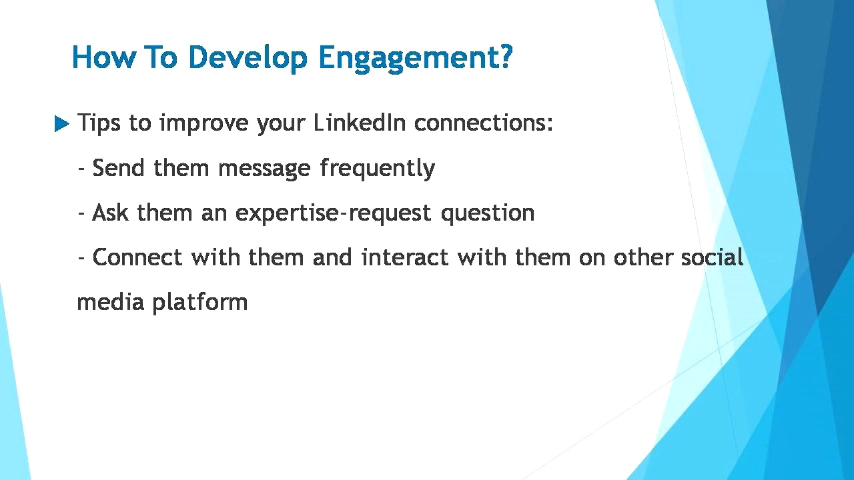 How To Develop Engagement?
Tips to improve your LinkedIn connections:
- Send them message frequently
- Ask them an expertise-request question
- Connect with them and interact with them on other social
media platform